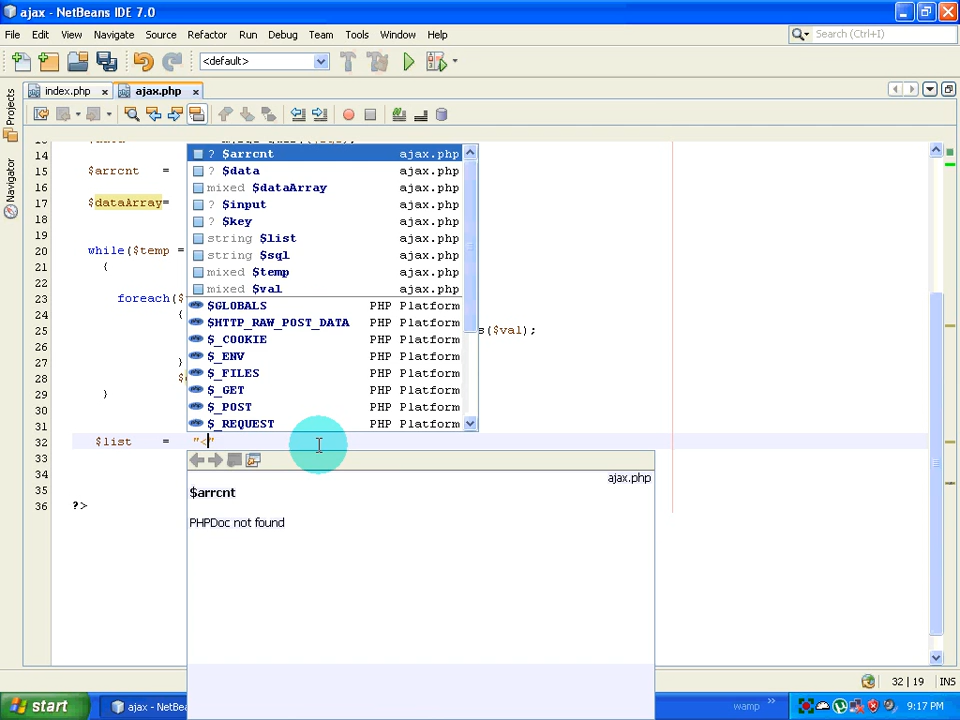 ajax - NetBeans IDE 7.0
File Edit View Navigate Source Refactor Run Debug Team Tools Window Help
<default>
Search (Ctrl+I)
index.php
ajax.php
Projects
Navigator
14
15 $arrcnt =
16
17 $dataArray=
18
19
20 while($temp =
21 {
22
23 foreach($
24 {
25 s($val);
26
27 }
28 $
29 }
30
31
32 $list = "<"
33
34
35
36 ?>
? $arrcnt ajax.php
? $data ajax.php
mixed $dataArray ajax.php
? $input ajax.php
? $key ajax.php
string $list ajax.php
string $sql ajax.php
mixed $temp ajax.php
mixed $val ajax.php
$GLOBALS PHP Platform
$HTTP_RAW_POST_DATA PHP Platform
$_COOKIE PHP Platform
$_ENV PHP Platform
$_FILES PHP Platform
$_GET PHP Platform
$_POST PHP Platform
$_REQUEST PHP Platform
ajax.php
$arrcnt
PHPDoc not found
32 | 19 INS
start
ajax - NetBea
wamp
9:17 PM